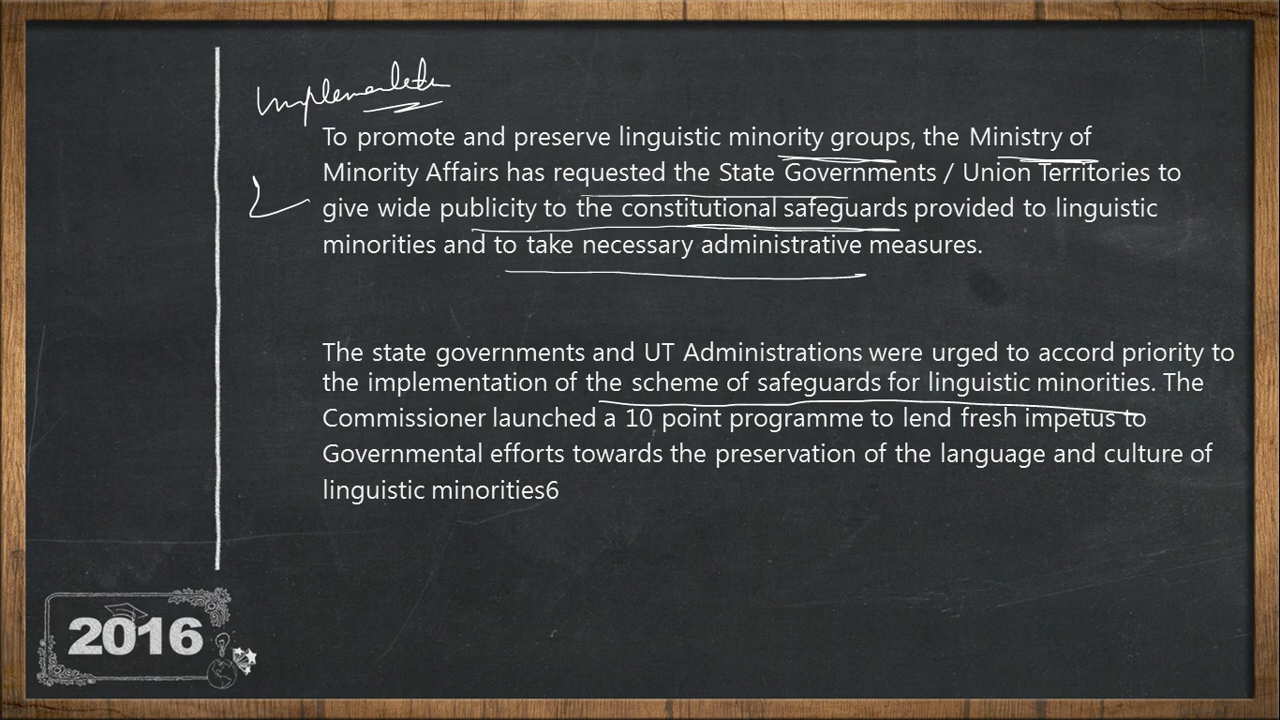 Implementn
To promote and preserve linguistic minority groups, the Ministry of
Minority Affairs has requested the State Governments / Union Territories to
give wide publicity to the constitutional safeguards provided to linguistic
minorities and to take necessary administrative measures.
The state governments and UT Administrations were urged to accord priority to
the implementation of the scheme of safeguards for linguistic minorities. The
Commissioner launched a 10 point programme to lend fresh impetus to
Governmental efforts towards the preservation of the language and culture of
linguistic minorities6
2016